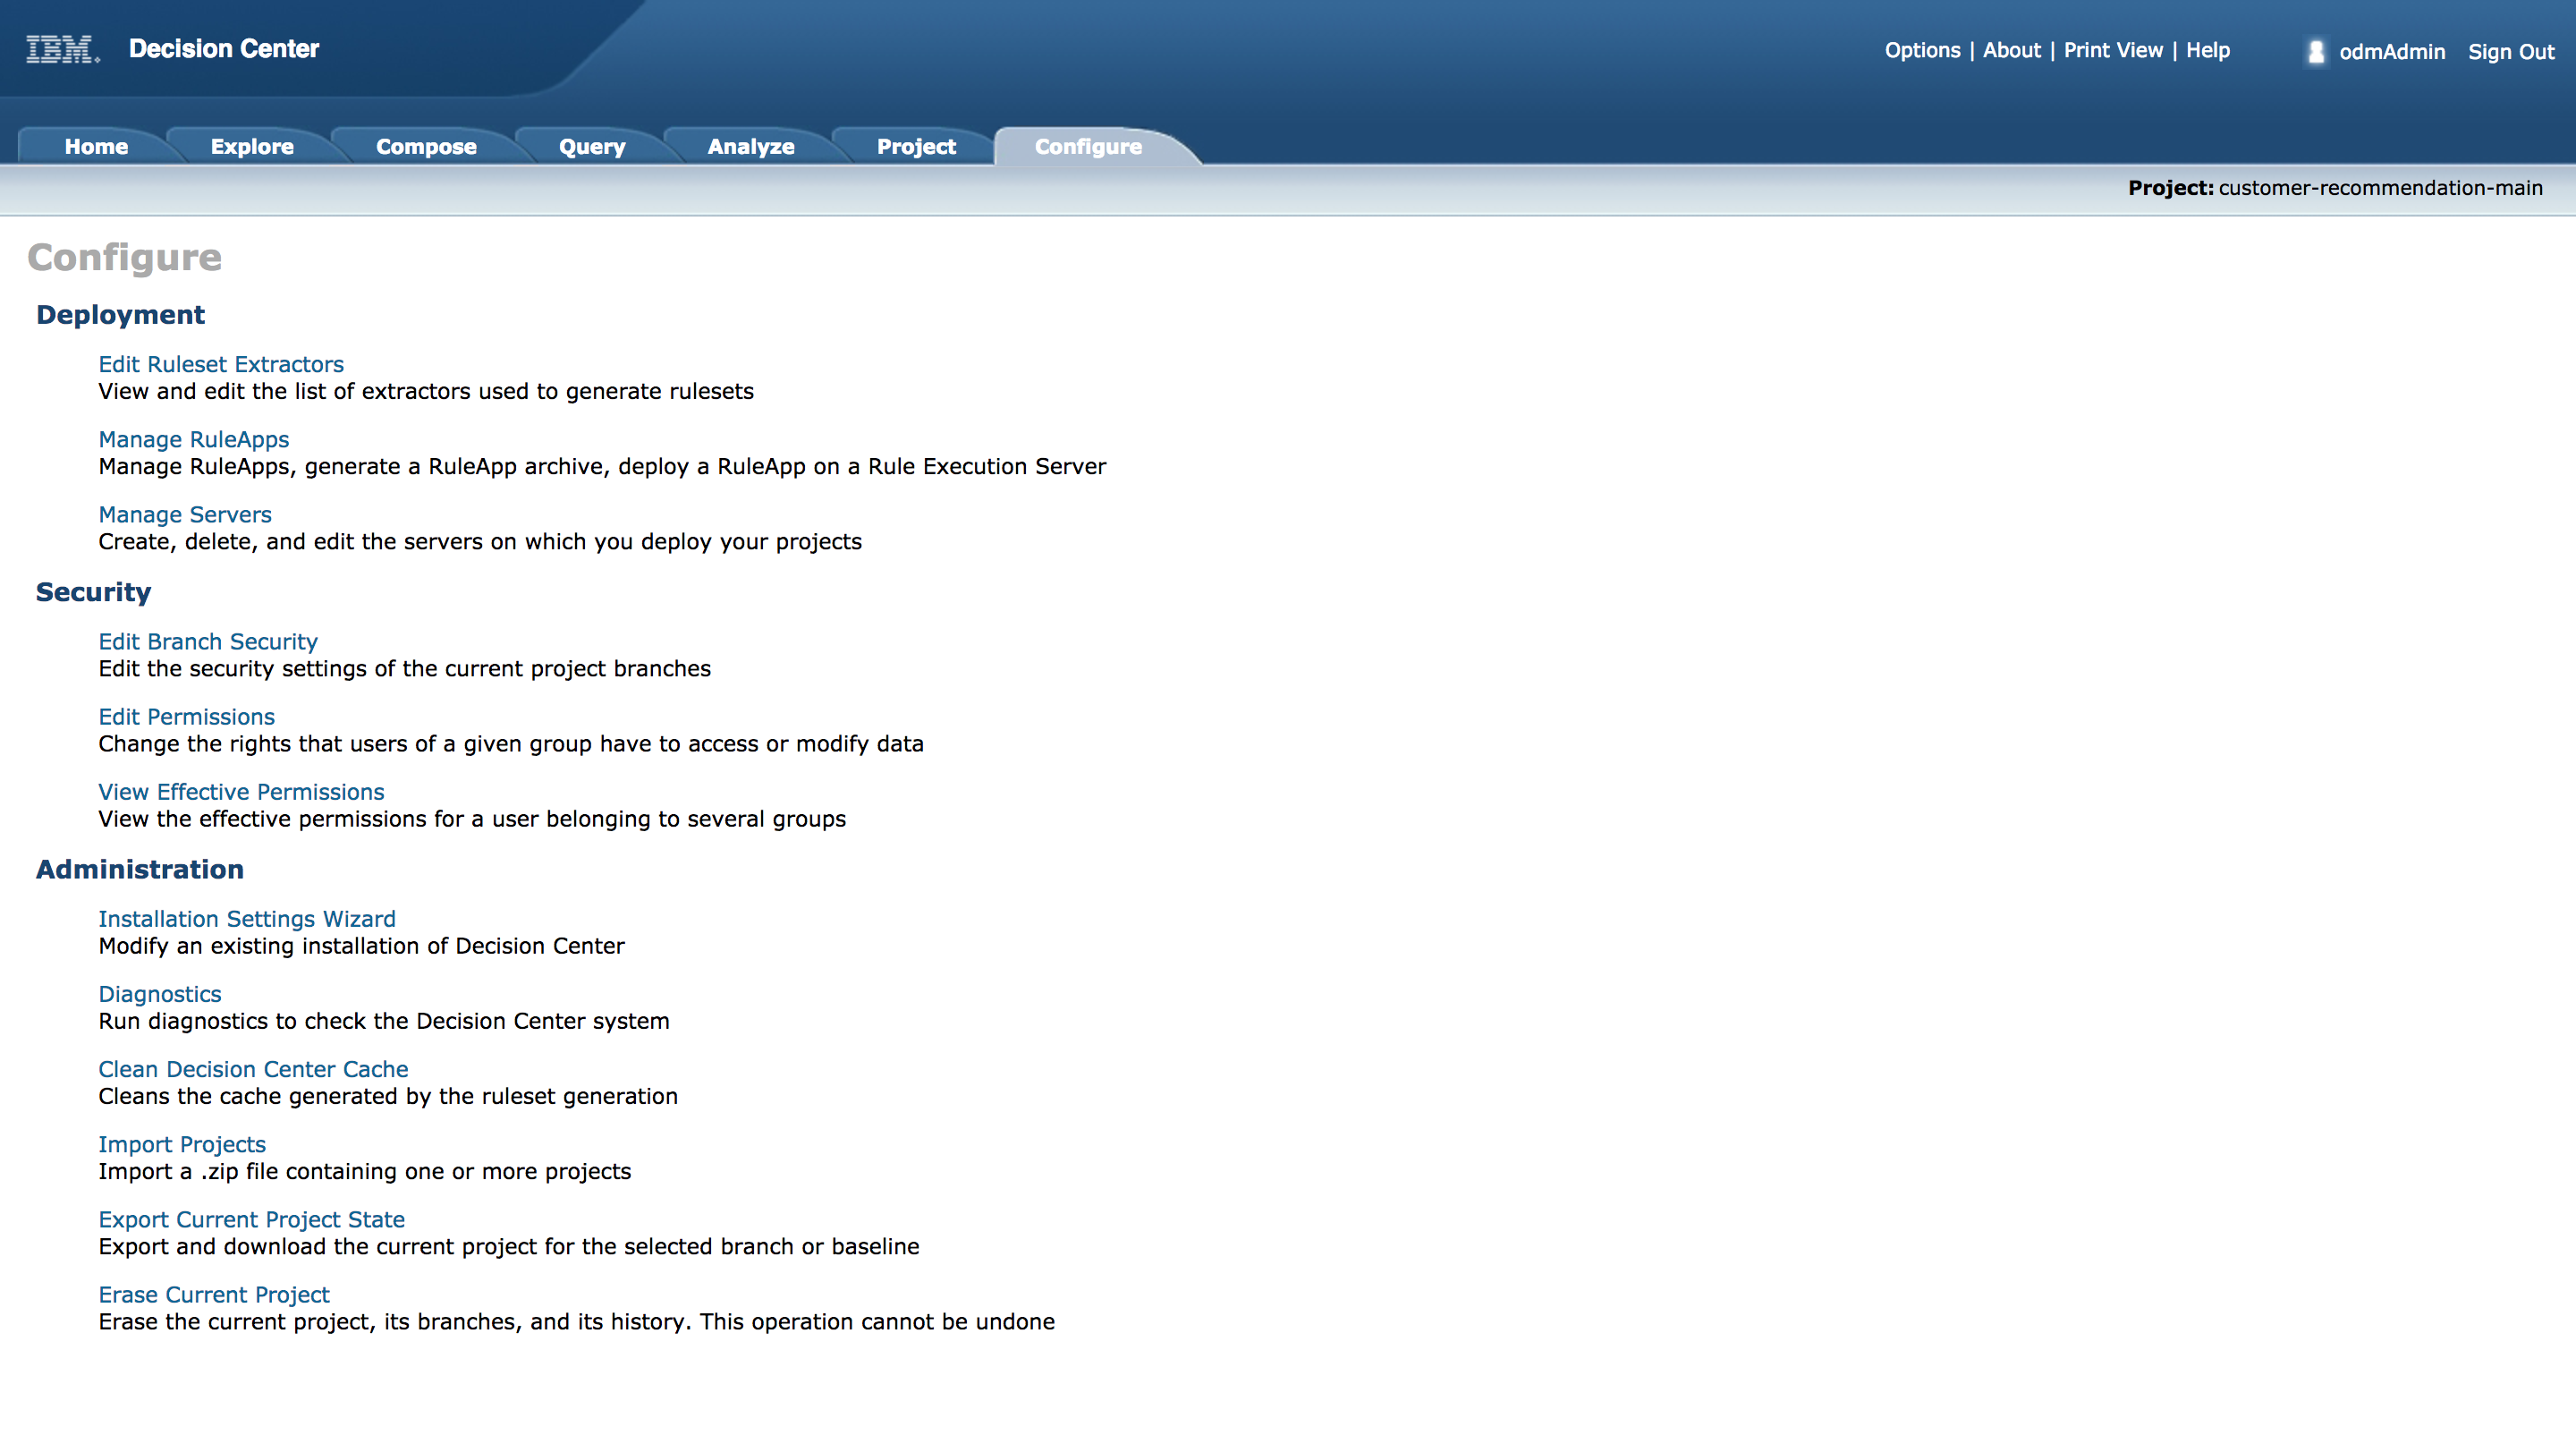 IBM. Decision Center
Options | About | Print View | Help odmAdmin Sign Out
Home Explore Compose Query Analyze Project Configure
Project: customer-recommendation-main
Configure
Deployment
Edit Ruleset Extractors
View and edit the list of extractors used to generate rulesets
Manage RuleApps
Manage RuleApps, generate a RuleApp archive, deploy a RuleApp on a Rule Execution Server
Manage Servers
Create, delete, and edit the servers on which you deploy your projects
Security
Edit Branch Security
Edit the security settings of the current project branches
Edit Permissions
Change the rights that users of a given group have to access or modify data
View Effective Permissions
View the effective permissions for a user belonging to several groups
Administration
Installation Settings Wizard
Modify an existing installation of Decision Center
Diagnostics
Run diagnostics to check the Decision Center system
Clean Decision Center Cache
Cleans the cache generated by the ruleset generation
Import Projects
Import a .zip file containing one or more projects
Export Current Project State
Export and download the current project for the selected branch or baseline
Erase Current Project
Erase the current project, its branches, and its history. This operation cannot be undone